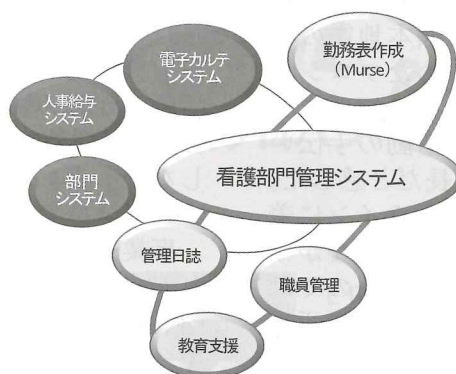 電子カルテ
システム
勤務表作成
(Murse)
人事給与
システム
部門
システム
看護部門管理システム
管理日誌
職員管理
教育支援